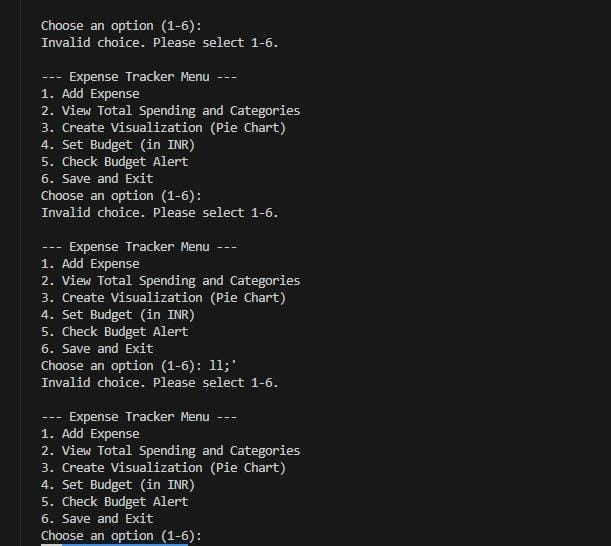 Choose an option (1-6):
Invalid choice. Please select 1-6.
--- Expense Tracker Menu ---
1. Add Expense
2. View Total Spending and Categories
3. Create Visualization (Pie Chart)
4. Set Budget (in INR)
5. Check Budget Alert
6. Save and Exit
Choose an option (1-6):
Invalid choice. Please select 1-6.
--- Expense Tracker Menu ---
1. Add Expense
2. View Total Spending and Categories
3. Create Visualization (Pie Chart)
4. Set Budget (in INR)
5. Check Budget Alert
6. Save and Exit
Choose an option (1-6): ll;'
Invalid choice. Please select 1-6.
--- Expense Tracker Menu ---
1. Add Expense
2. View Total Spending and Categories
3. Create Visualization (Pie Chart)
4. Set Budget (in INR)
5. Check Budget Alert
6. Save and Exit
Choose an option (1-6):